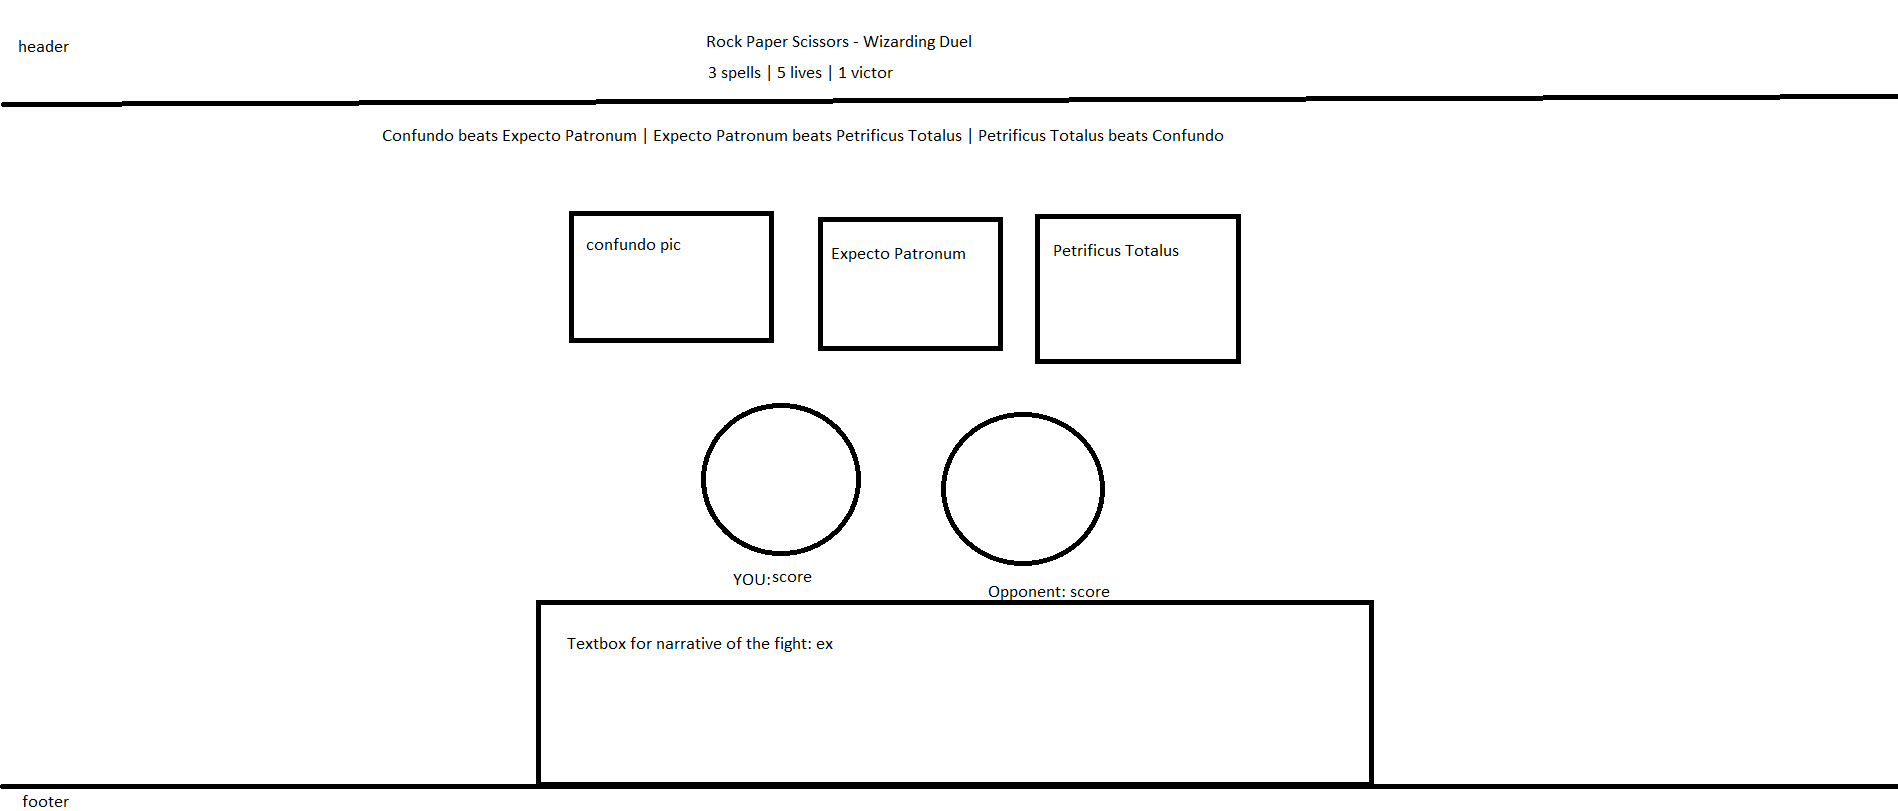 header
Rock Paper Scissors - Wizarding Duel
3 spells | 5 lives | 1 victor
Confundo beats Expecto Patronum | Expecto Patronum beats Petrificus Totalus | Petrificus Totalus beats Confundo
confundo pic
Expecto Patronum
Petrificus Totalus
YOU:score
Opponent: score
Textbox for narrative of the fight: ex
footer